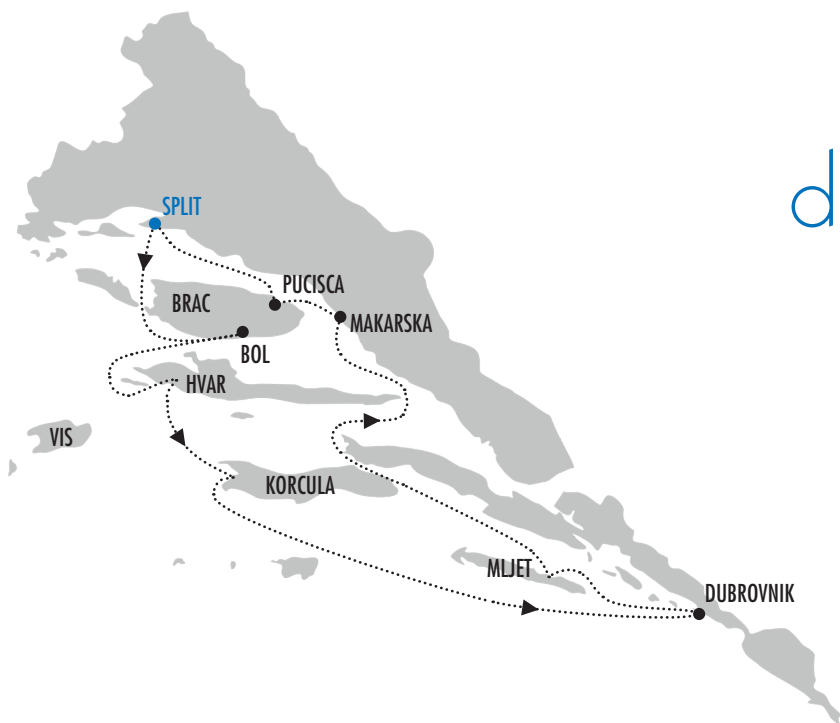 d
SPLIT
PUCISCA
BRAC
MAKARSKA
BOL
HVAR
VIS
KORCULA
MLJET
DUBROVNIK